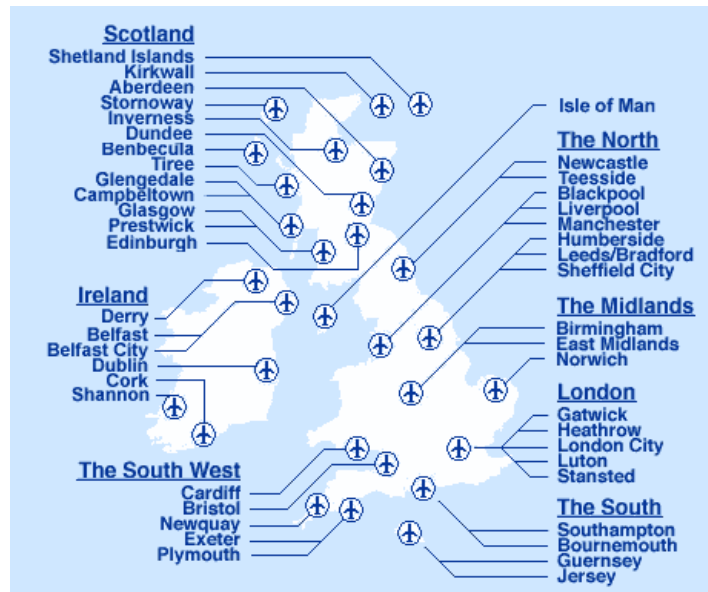 Scotland
Shetland Islands
Kirkwall
Aberdeen
Stornoway
Inverness
Dundee
Benbecula
Tiree
Glengedale
Campbeltown
Glasgow
Prestwick
Edinburgh
Ireland
Derry
Belfast
Belfast City
Dublin
Cork
Shannon
The South West
Cardiff
Bristol
Newquay
Exeter
Plymouth
Isle of Man
The North
Newcastle
Teesside
Blackpool
Liverpool
Manchester
Humberside
Leeds/Bradford
Sheffield City
The Midlands
Birmingham
East Midlands
Norwich
London
Gatwick
Heathrow
London City
Luton
Stansted
The South
Southampton
Bournemouth
Guernsey
Jersey